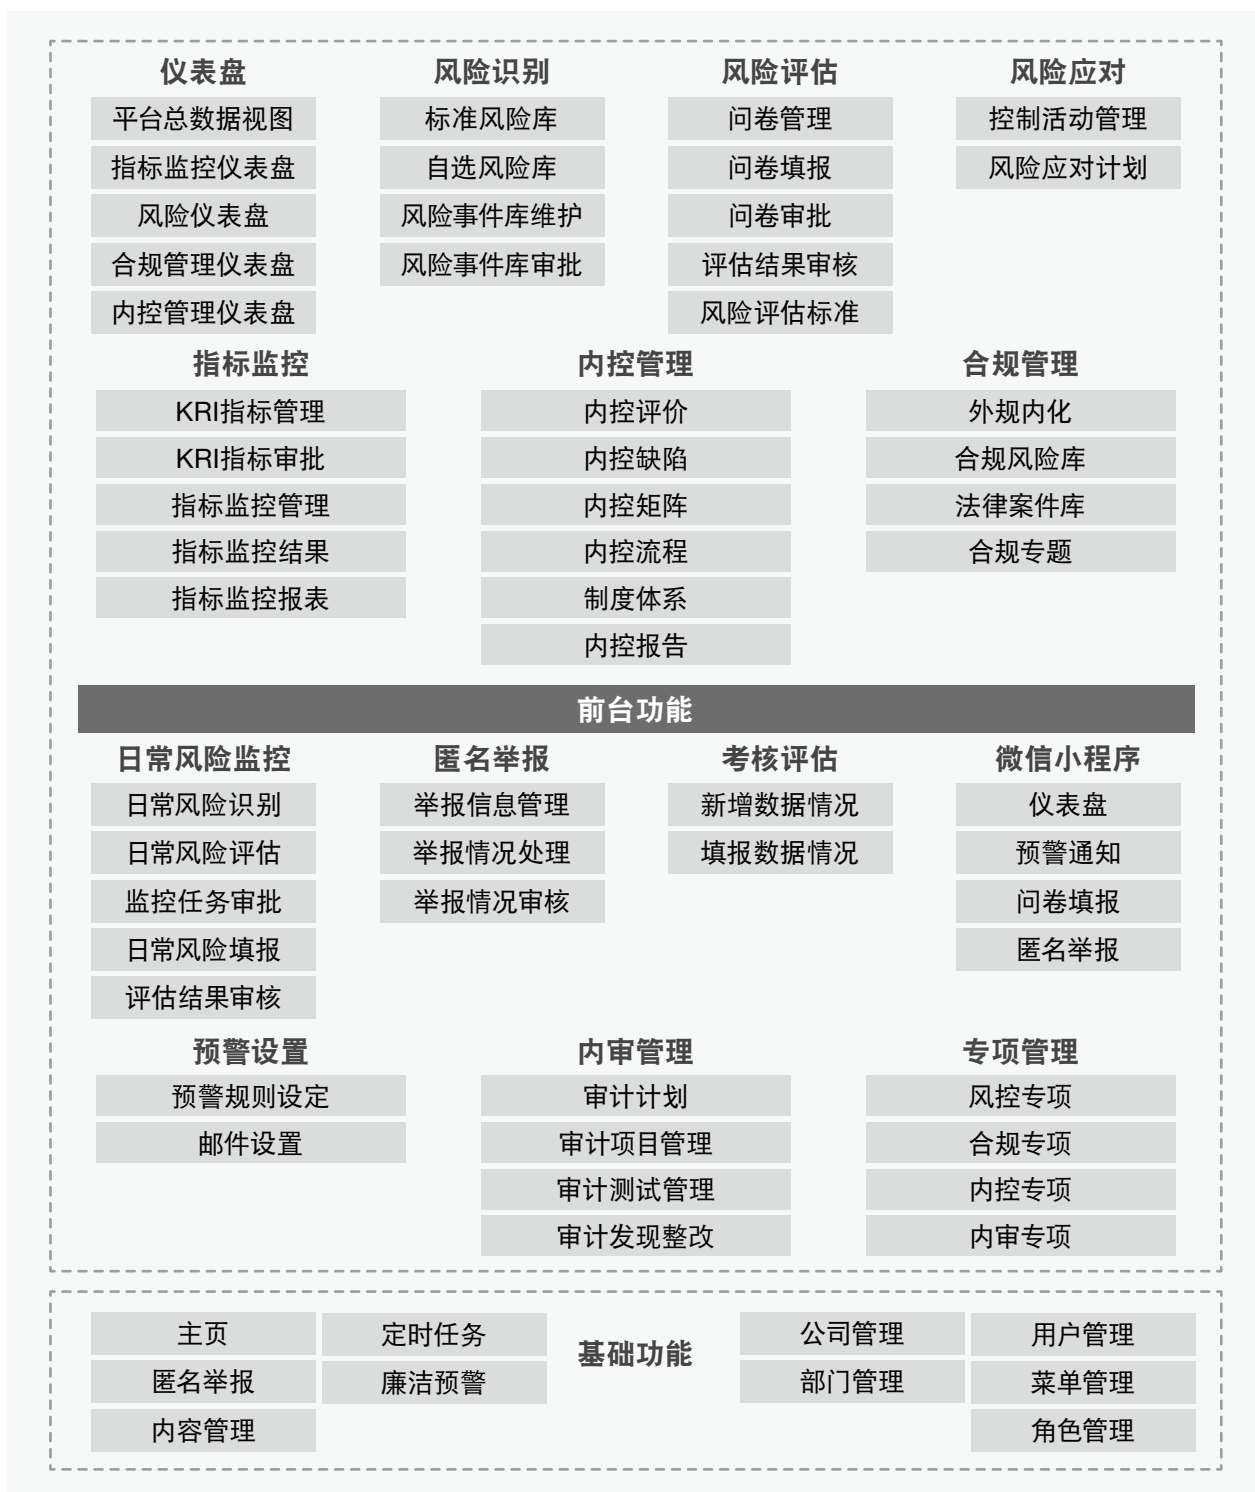 仪表盘
平台总数据视图
指标监控仪表盘
风险仪表盘
合规管理仪表盘
内控管理仪表盘
风险识别
标准风险库
自选风险库
风险事件库维护
风险事件库审批
风险评估
问卷管理
问卷填报
问卷审批
评估结果审核
风险评估标准
风险应对
控制活动管理
风险应对计划
指标监控
KRI指标管理
KRI指标审批
指标监控管理
指标监控结果
指标监控报表
内控管理
内控评价
内控缺陷
内控矩阵
内控流程
制度体系
内控报告
合规管理
外规内化
合规风险库
法律案件库
合规专题
前台功能
日常风险监控
日常风险识别
日常风险评估
监控任务审批
日常风险填报
评估结果审核
匿名举报
举报信息管理
举报情况处理
举报情况审核
考核评估
新增数据情况
填报数据情况
微信小程序
仪表盘
预警通知
问卷填报
匿名举报
预警设置
预警规则设定
邮件设置
内审管理
审计计划
审计项目管理
审计测试管理
审计发现整改
专项管理
风控专项
合规专项
内控专项
内审专项
主页
匿名举报
内容管理
定时任务
廉洁预警
基础功能
公司管理
部门管理
用户管理
菜单管理
角色管理